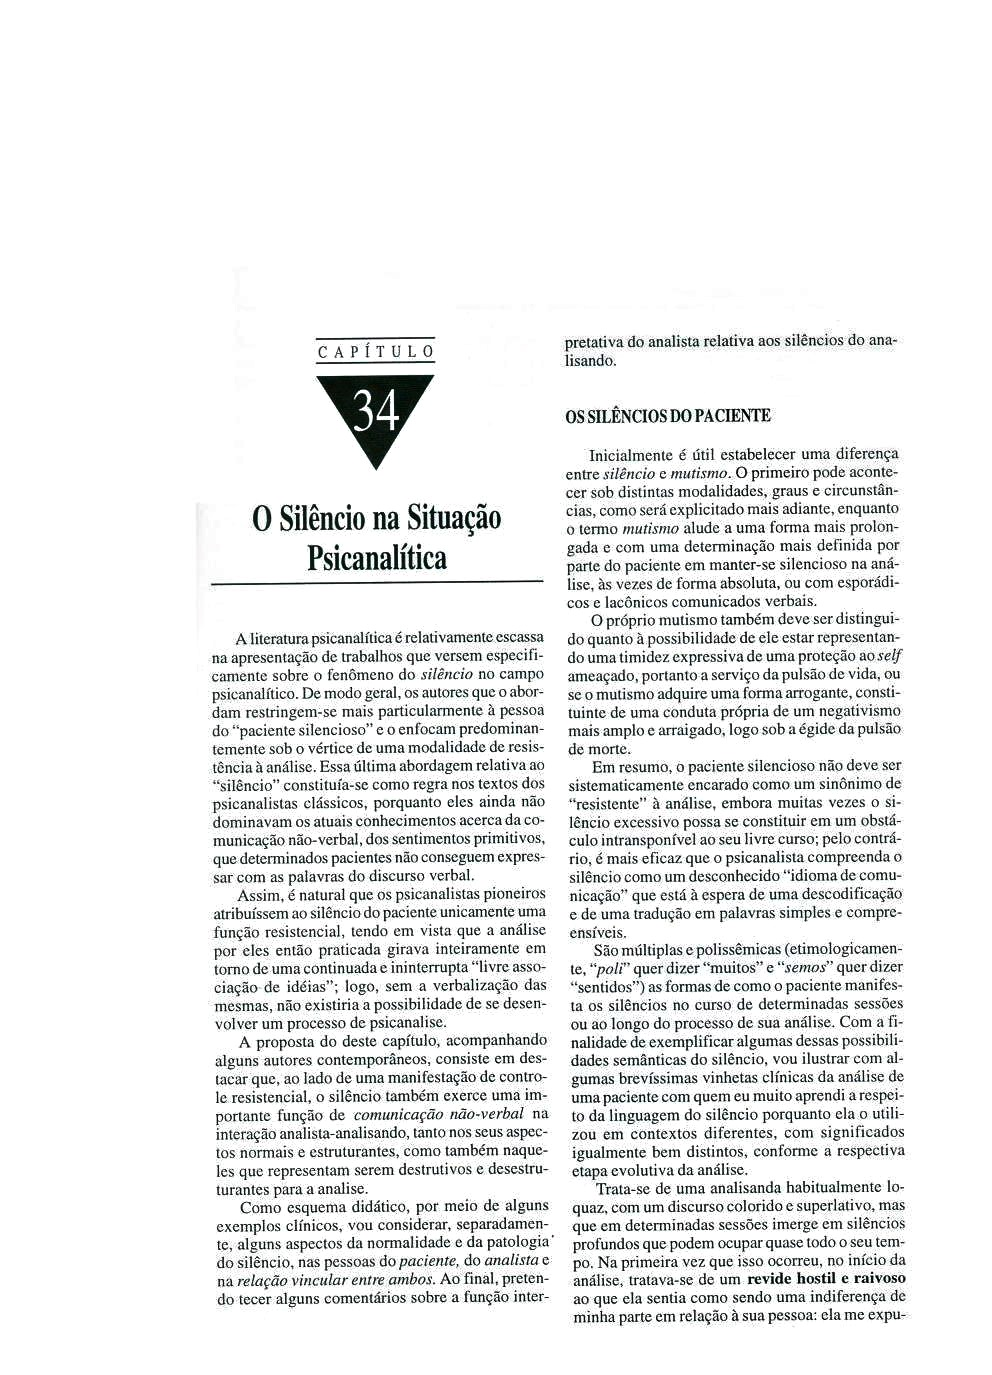 CAPÍTULO
34
O Silêncio na Situação
Psicanalítica
A literatura psicanalítica é relativamente escassa
na apresentação de trabalhos que versem especifi-
camente sobre o fenômeno do silêncio no campo
psicanalítico. De modo geral, os autores que o abor-
dam restringem-se mais particularmente à pessoa
do “paciente silencioso” e o enfocam predominan-
temente sob o vértice de uma modalidade de resis-
tência à análise. Essa última abordagem relativa ao
“silêncio” constituía-se como regra nos textos dos
psicanalistas clássicos, porquanto eles ainda não
dominavam os atuais conhecimentos acerca da co-
municação não-verbal, dos sentimentos primitivos,
que determinados pacientes não conseguem expres-
sar com as palavras do discurso verbal.
Assim, é natural que os psicanalistas pioneiros
atribuíssem ao silêncio do paciente unicamente uma
função resistencial, tendo em vista que a análise
por eles então praticada girava inteiramente em
torno de uma continuada e ininterrupta “livre asso-
ciação de idéias”; logo, sem a verbalização das
mesmas, não existiria a possibilidade de se desen-
volver um processo de psicanalise.
A proposta do deste capítulo, acompanhando
alguns autores contemporâneos, consiste em des-
tacar que, ao lado de uma manifestação de contro-
le resistencial, o silêncio também exerce uma im-
portante função de comunicação não-verbal na
interação analista-analisando, tanto nos seus aspec-
tos normais e estruturantes, como também naque-
les que representam serem destrutivos e desestru-
turantes para a analise.
Como esquema didático, por meio de alguns
exemplos clínicos, vou considerar, separadamen-
te, alguns aspectos da normalidade e da patologia
do silêncio, nas pessoas do paciente, do analista e
na relação vincular entre ambos. Ao final, preten-
do tecer alguns comentários sobre a função inter-
pretativa do analista relativa aos silêncios do ana-
lisando.
OS SILÊNCIOS DO PACIENTE
Inicialmente é útil estabelecer uma diferença
entre silêncio e mutismo. O primeiro pode aconte-
cer sob distintas modalidades, graus e circunstân-
cias, como será explicitado mais adiante, enquanto
o termo mutismo alude a uma forma mais prolon-
gada e com uma determinação mais definida por
parte do paciente em manter-se silencioso na aná-
lise, às vezes de forma absoluta, ou com esporádi-
cos e lacônicos comunicados verbais.
O próprio mutismo também deve ser distingui-
do quanto à possibilidade de ele estar representan-
do uma timidez expressiva de uma proteção ao self
ameaçado, portanto a serviço da pulsão de vida, ou
se o mutismo adquire uma forma arrogante, consti-
tuinte de uma conduta própria de um negativismo
mais amplo e arraigado, logo sob a égide da pulsão
de morte.
Em resumo, o paciente silencioso não deve ser
sistematicamente encarado como um sinônimo de
“resistente” à análise, embora muitas vezes o si-
lêncio excessivo possa se constituir em um obstá-
culo intransponível ao seu livre curso; pelo contrá-
rio, é mais eficaz que o psicanalista compreenda o
silêncio como um desconhecido “idioma de comu-
nicação” que está à espera de uma descodificação
e de uma tradução em palavras simples e compre-
ensíveis.
São múltiplas e polissêmicas (etimologicamen-
te, “poli” quer dizer “muitos” e “semos” quer dizer
“sentidos”) as formas de como o paciente manifes-
ta os silêncios no curso de determinadas sessões
ou ao longo do processo de sua análise. Com a fi-
nalidade de exemplificar algumas dessas possibili-
dades semânticas do silêncio, vou ilustrar com al-
gumas brevíssimas vinhetas clínicas da análise de
uma paciente com quem eu muito aprendi a respei-
to da linguagem do silêncio porquanto ela o utili-
zou em contextos diferentes, com significados
igualmente bem distintos, conforme a respectiva
etapa evolutiva da análise.
Trata-se de uma analisanda habitualmente lo-
quaz, com um discurso colorido e superlativo, mas
que em determinadas sessões imerge em silêncios
profundos que podem ocupar quase todo o seu tem-
po. Na primeira vez que isso ocorreu, no início da
análise, tratava-se de um revide hostil e raivoso
ao que ela sentia como sendo uma indiferença de
minha parte em relação à sua pessoa: ela me expu-